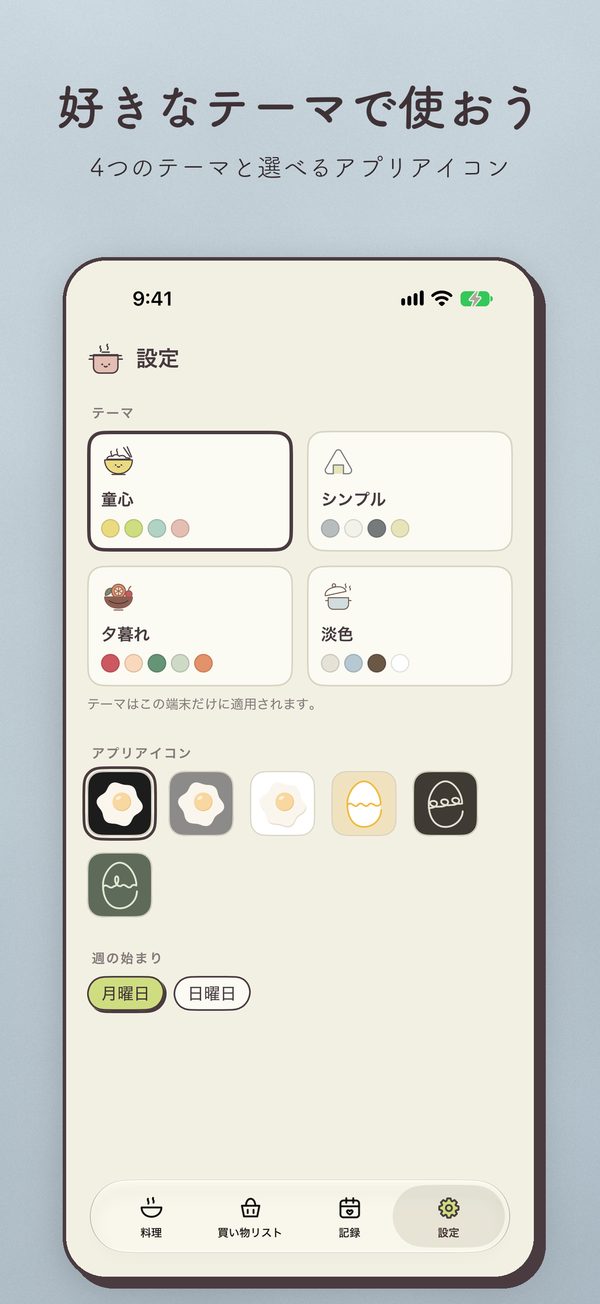 好きなテーマで使おう
4つのテーマと選べるアプリアイコン
9:41
設定
テーマ
童心
シンプル
夕暮れ
淡色
テーマはこの端末だけに適用されます。
アプリアイコン
週の始まり
月曜日 日曜日
料理 買い物リスト 記録 設定